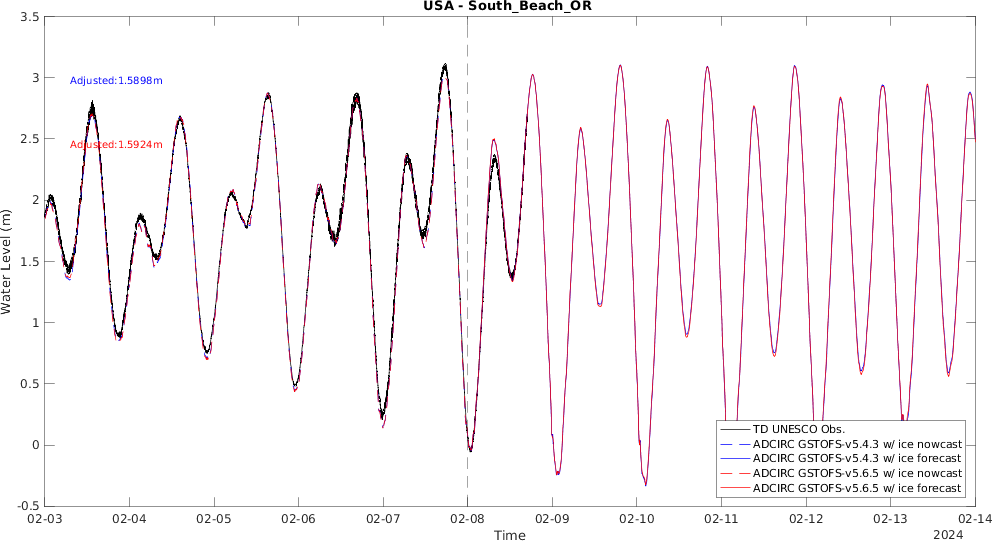 USA - South_Beach_OR
3.5
3
2.5
2
1.5
1
0.5
0
-0.5
Water Level (m)
Adjusted:1.5898m
Adjusted:1.5924m
TD UNESCO Obs.
ADCIRC GSTOFS-v5.4.3 w/ ice nowcast
ADCIRC GSTOFS-v5.4.3 w/ ice forecast
ADCIRC GSTOFS-v5.6.5 w/ ice nowcast
ADCIRC GSTOFS-v5.6.5 w/ ice forecast
02-03 02-04 02-05 02-06 02-07 02-08 02-09 02-10 02-11 02-12 02-13 02-14
Time
2024